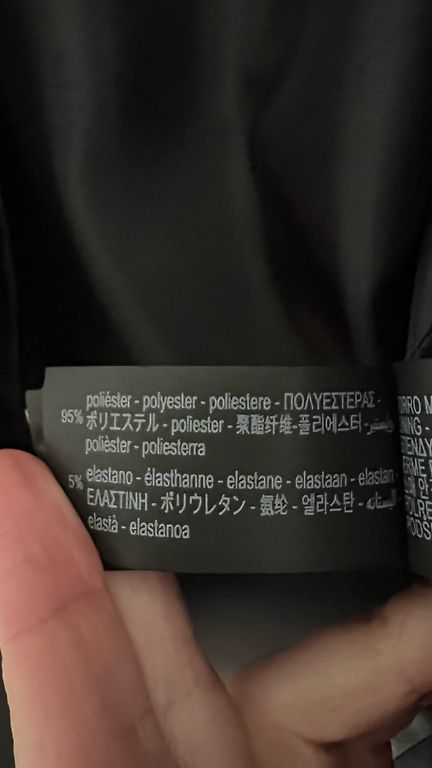 95% poliéster - polyester - poliestere - ΠΟΛΥΕΣΤΕΡΑΣ -
ポリエステル - poliester - 聚酯纤维-폴리에스터 -
polièster - poliesterra
5% elastano - élasthanne - elastane - elastaan - elastan
ΕΛΑΣΤΙΝΗ - ポリウレタン - 氨纶 - 엘라스탄 -
elastà - elastanoa